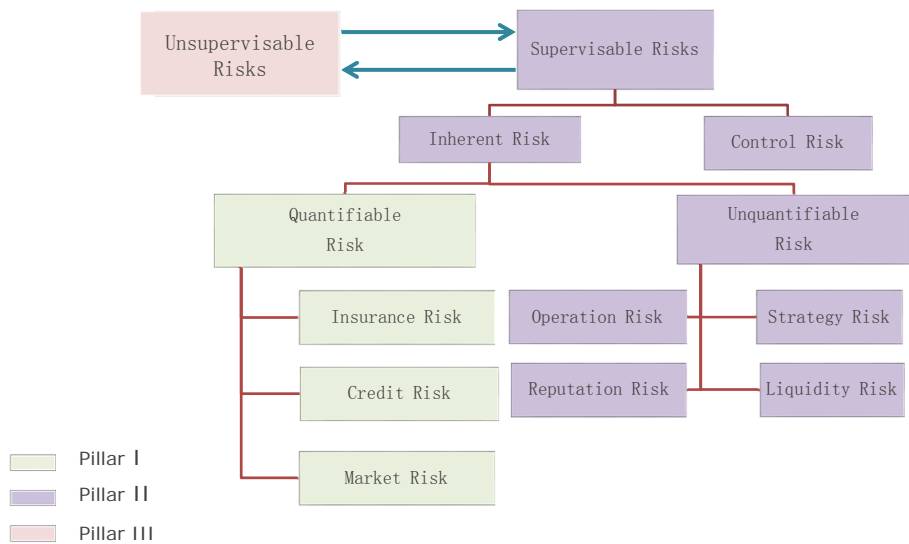 Unsupervisable
Risks
Supervisable Risks
Inherent Risk
Control Risk
Quantifiable
Risk
Unquantifiable
Risk
Insurance Risk
Operation Risk
Strategy Risk
Credit Risk
Reputation Risk
Liquidity Risk
Market Risk
Pillar I
Pillar II
Pillar III